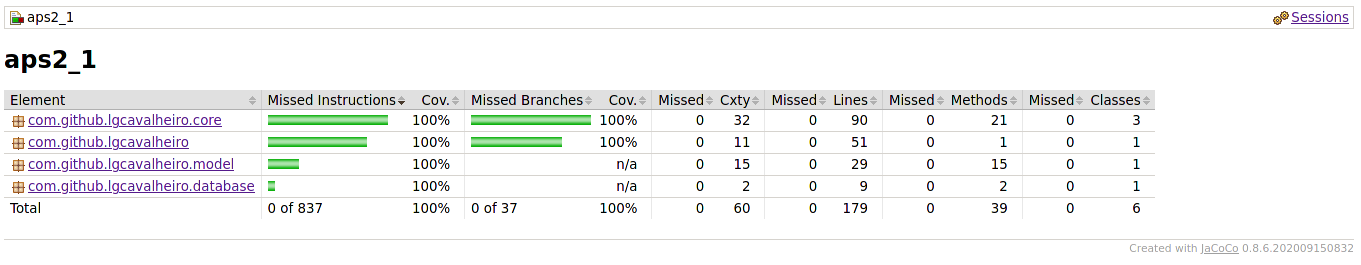 aps2_1 Sessions
aps2_1
Element Missed Instructions Cov. Missed Branches Cov. Missed Cxty Missed Lines Missed Methods Missed Classes
com.github.lgcavalheiro.core 100% 100% 0 32 0 90 0 21 0 3
com.github.lgcavalheiro 100% 100% 0 11 0 51 0 1 0 1
com.github.lgcavalheiro.model 100% n/a 0 15 0 29 0 15 0 1
com.github.lgcavalheiro.database 100% n/a 0 2 0 9 0 2 0 1
Total 0 of 837 100% 0 of 37 100% 0 60 0 179 0 39 0 6
Created with JaCoCo 0.8.6.202009150832